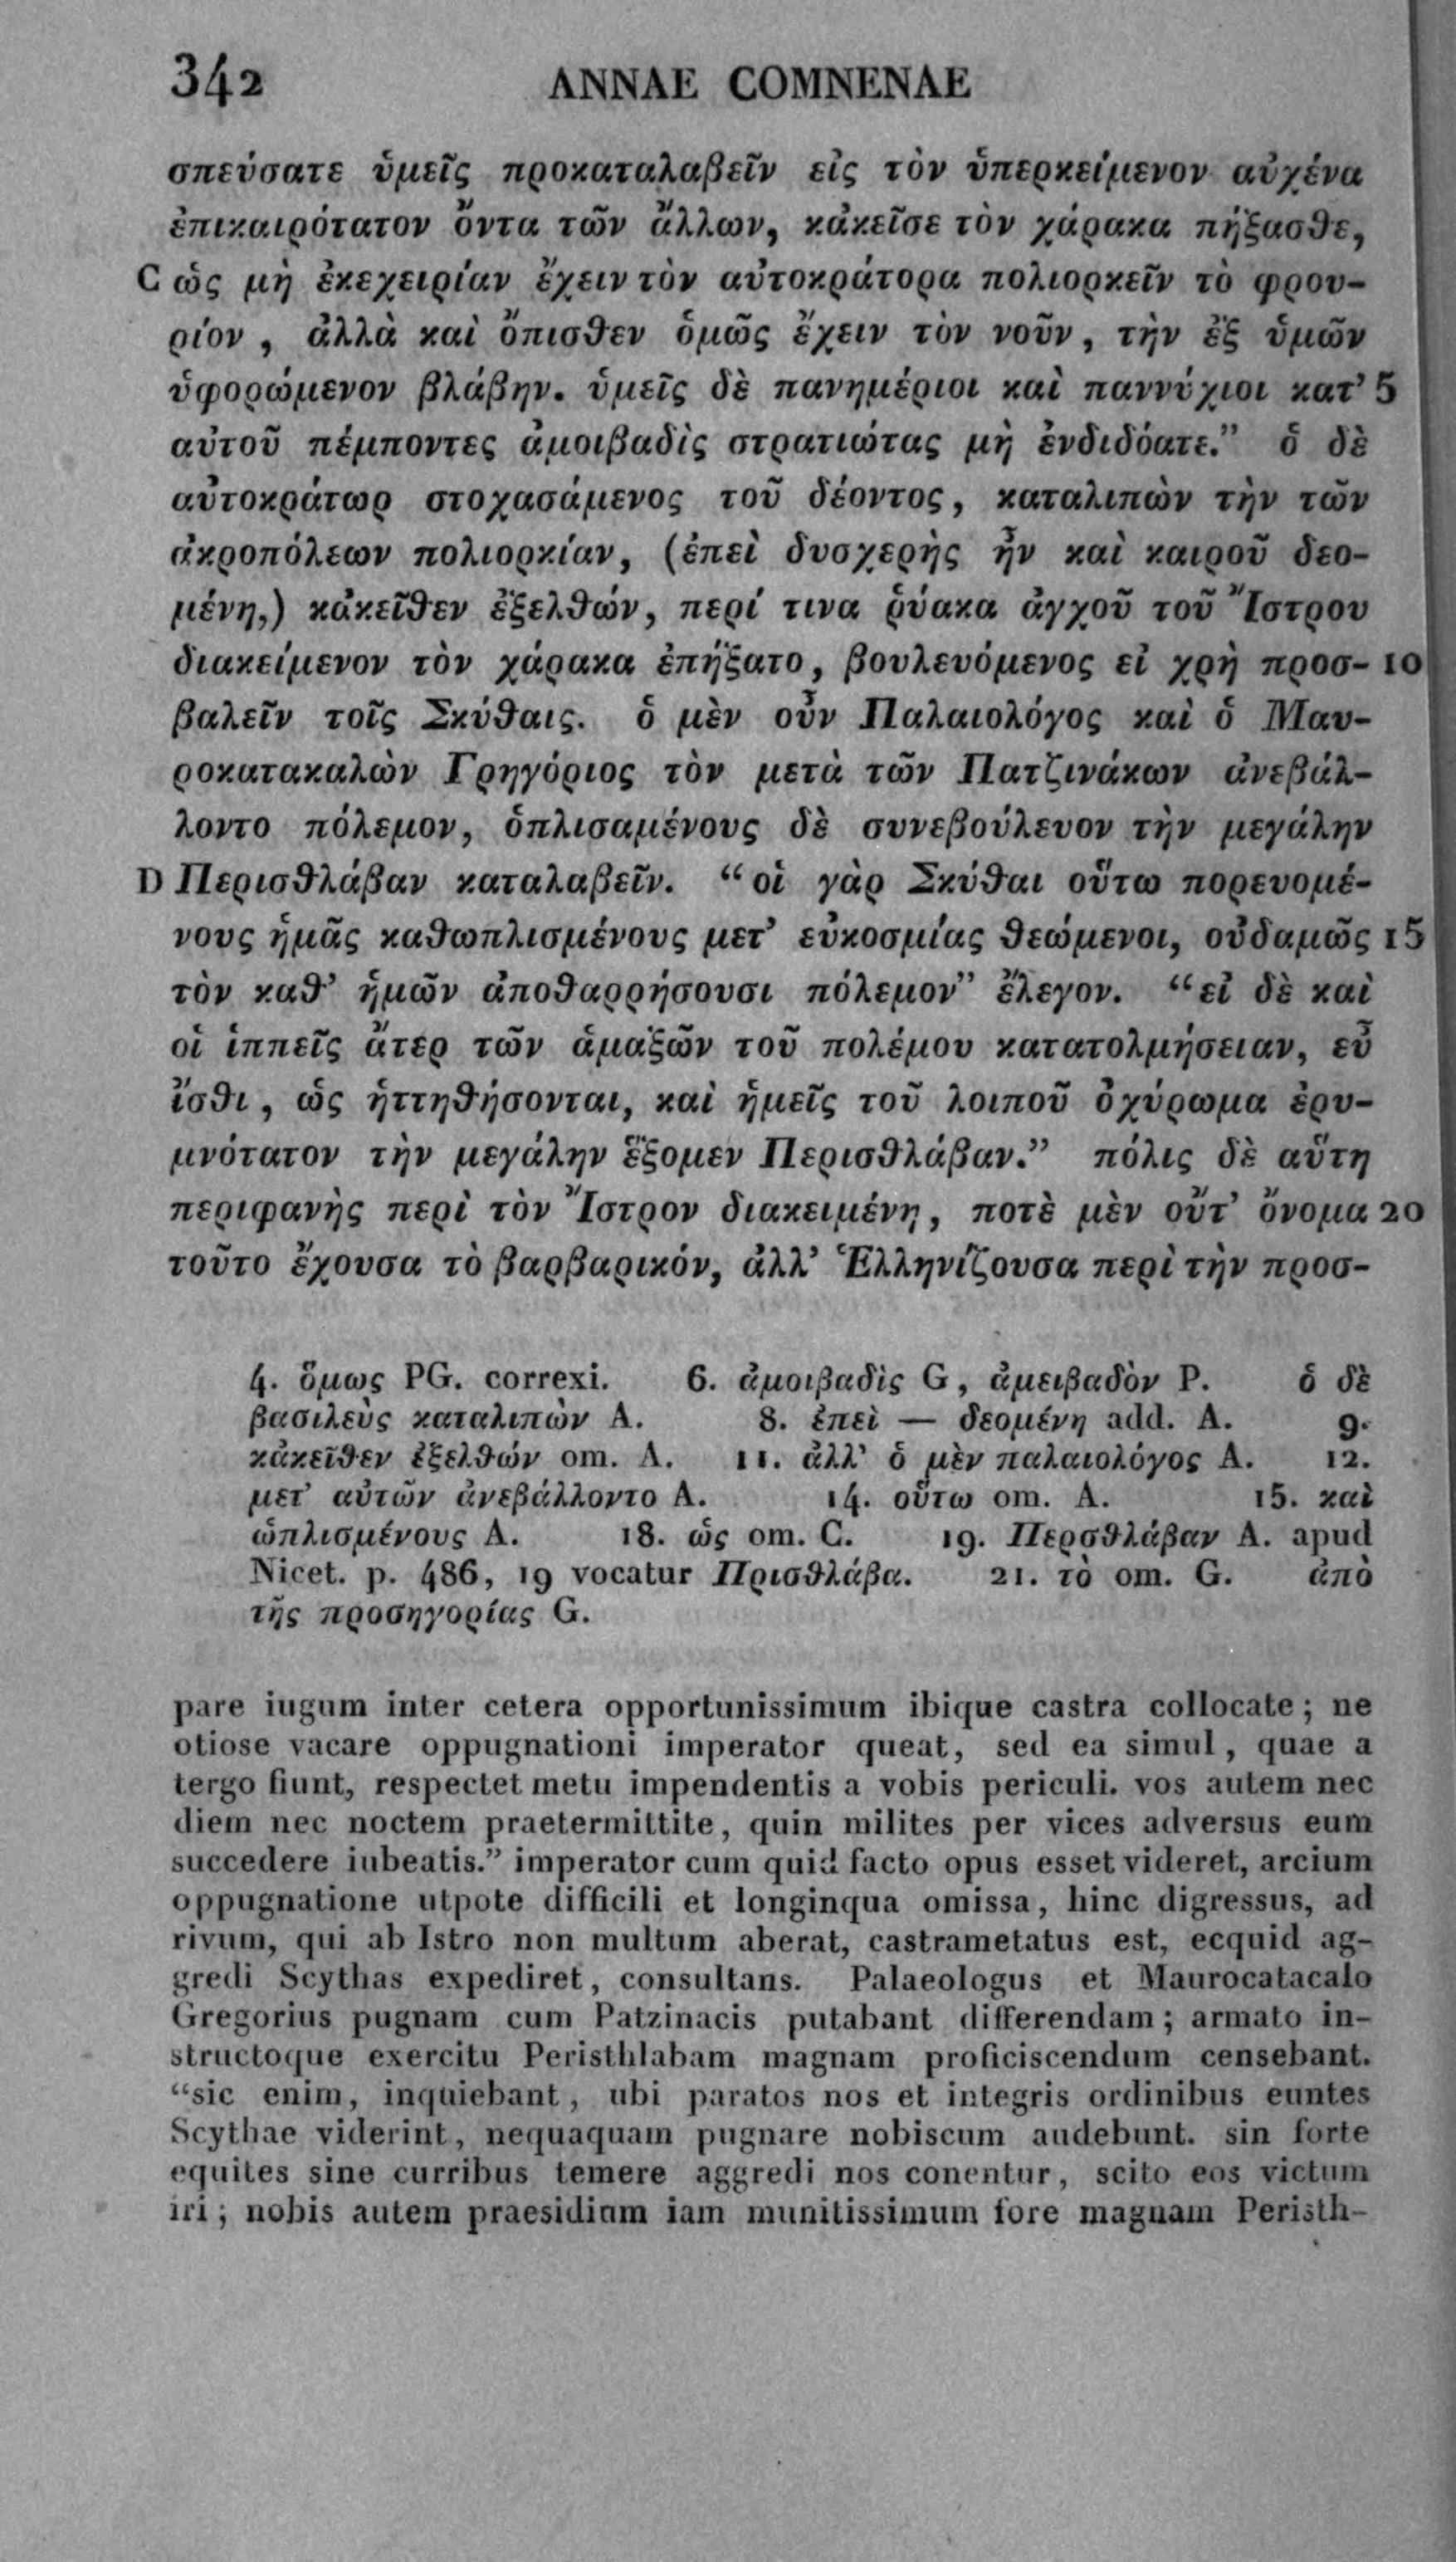 342 ANNAE COMNENAE
σπεύσατε ὑμεῖς προκαταλαβεῖν εἰς τὸν ὑπερκείμενον αὐχένα
ἐπικαιρότατον ὄντα τῶν ἄλλων, κἀκεῖσε τὸν χάρακα πήξασθε,
C ὡς μὴ ἐκεχειρίαν ἔχειν τὸν αὐτοκράτορα πολιορκεῖν τὸ φρου-
ρίον , ἀλλὰ καὶ ὄπισθεν ὁμῶς ἔχειν τὸν νοῦν , τὴν ἐξ ὑμῶν
ὑφορώμενον βλάβην. ὑμεῖς δὲ πανημέριοι καὶ παννύχιοι κατ’ 5
αὐτοῦ πέμποντες ἀμοιβαδὶς στρατιώτας μὴ ἐνδιδόατε.” ὁ δὲ
αὐτοκράτωρ στοχασάμενος τοῦ δέοντος, καταλιπὼν τὴν τῶν
ἀκροπόλεων πολιορκίαν, (ἐπεὶ δυσχερὴς ἦν καὶ καιροῦ δεο-
μένη,) κἀκεῖθεν ἐξελθών, περί τινα ῥύακα ἀγχοῦ τοῦ Ἴστρου
διακείμενον τὸν χάρακα ἐπήξατο, βουλευόμενος εἰ χρὴ προσ- 10
βαλεῖν τοῖς Σκύθαις. ὁ μὲν οὖν Παλαιολόγος καὶ ὁ Μαυ-
ροκατακαλὼν Γρηγόριος τὸν μετὰ τῶν Πατζινάκων ἀνεβάλ-
λοντο πόλεμον, ὁπλισαμένους δὲ συνεβούλευον τὴν μεγάλην
D Περισθλάβαν καταλαβεῖν. “οἱ γὰρ Σκύθαι οὕτω πορευομέ-
νους ἡμᾶς καθωπλισμένους μετ’ εὐκοσμίας θεώμενοι, οὐδαμῶς 15
τὸν καθ’ ἡμῶν ἀποθαρρήσουσι πόλεμον” ἔλεγον. “εἰ δὲ καὶ
οἱ ἱππεῖς ἄτερ τῶν ἁμαξῶν τοῦ πολέμου κατατολμήσειαν, εὖ
ἴσθι , ὡς ἡττηθήσονται, καὶ ἡμεῖς τοῦ λοιποῦ ὀχύρωμα ἐρυ-
μνότατον τὴν μεγάλην ἕξομεν Περισθλάβαν.” πόλις δὲ αὕτη
περιφανὴς περὶ τὸν Ἴστρον διακειμένη, ποτὲ μὲν οὔτ’ ὄνομα 20
τοῦτο ἔχουσα τὸ βαρβαρικόν, ἀλλ’ Ἑλληνίζουσα περὶ τὴν προσ-
4. ὅμως PG. correxi. 6. ἀμοιβαδὶς G, ἀμειβαδὸν P. ὁ δὲ
βασιλεὺς καταλιπὼν A. 8. ἐπεὶ — δεομένη add. A. 9.
κἀκεῖθεν ἐξελθών om. A. 11. ἀλλ’ ὁ μὲν παλαιολόγος A. 12.
μετ’ αὐτῶν ἀνεβάλλοντο A. 14. οὕτω om. A. 15. καὶ
ὡπλισμένους A. 18. ὡς om. C. 19. Περσθλάβαν A. apud
Nicet. p. 486, 19 vocatur Πρισθλάβα. 21. τὸ om. G. ἀπὸ
τῆς προσηγορίας G.
pare iugum inter cetera opportunissimum ibique castra collocate; ne
otiose vacare oppugnationi imperator queat, sed ea simul, quae a
tergo fiunt, respectet metu impendentis a vobis periculi. vos autem nec
diem nec noctem praetermittite, quin milites per vices adversus eum
succedere iubeatis.” imperator cum quid facto opus esset videret, arcium
oppugnatione utpote difficili et longinqua omissa, hinc digressus, ad
rivum, qui ab Istro non multum aberat, castrametatus est, ecquid ag-
gredi Scythas expediret, consultans. Palaeologus et Maurocatacalo
Gregorius pugnam cum Patzinacis putabant differendam; armato in-
structoque exercitu Peristhlabam magnam proficiscendum censebant.
“sic enim, inquiebant, ubi paratos nos et integris ordinibus euntes
Scythae viderint, nequaquam pugnare nobiscum audebunt. sin forte
equites sine curribus temere aggredi nos conentur, scito eos victum
iri; nobis autem praesidium iam munitissimum fore magnam Peristh-